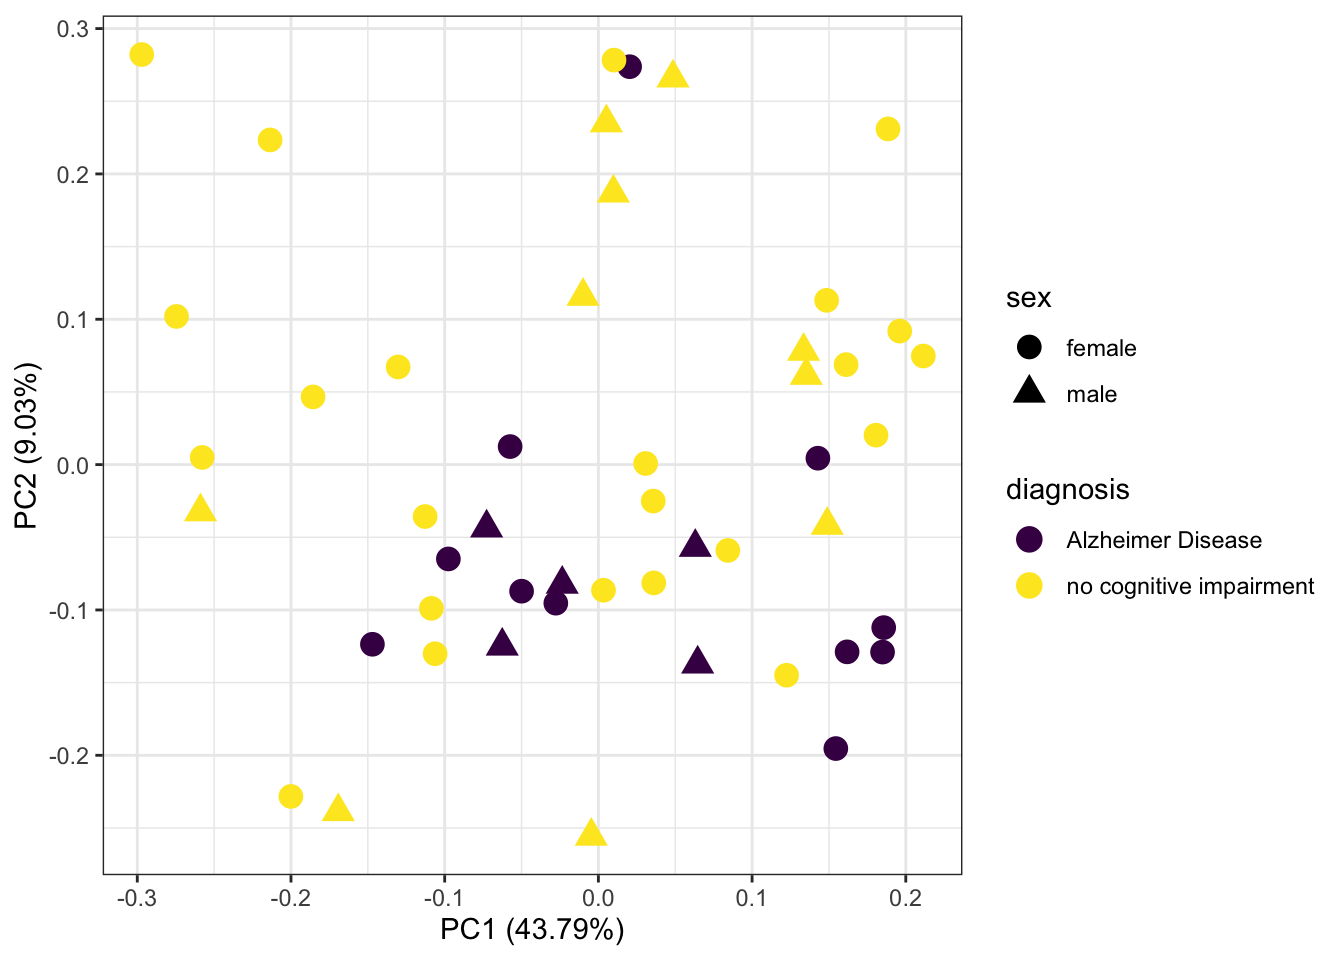 0.3
0.2
0.1
0.0
-0.1
-0.2
PC2 (9.03%)
-0.3
-0.2
-0.1
0.0
0.1
0.2
PC1 (43.79%)
sex
female
male
diagnosis
Alzheimer Disease
no cognitive impairment